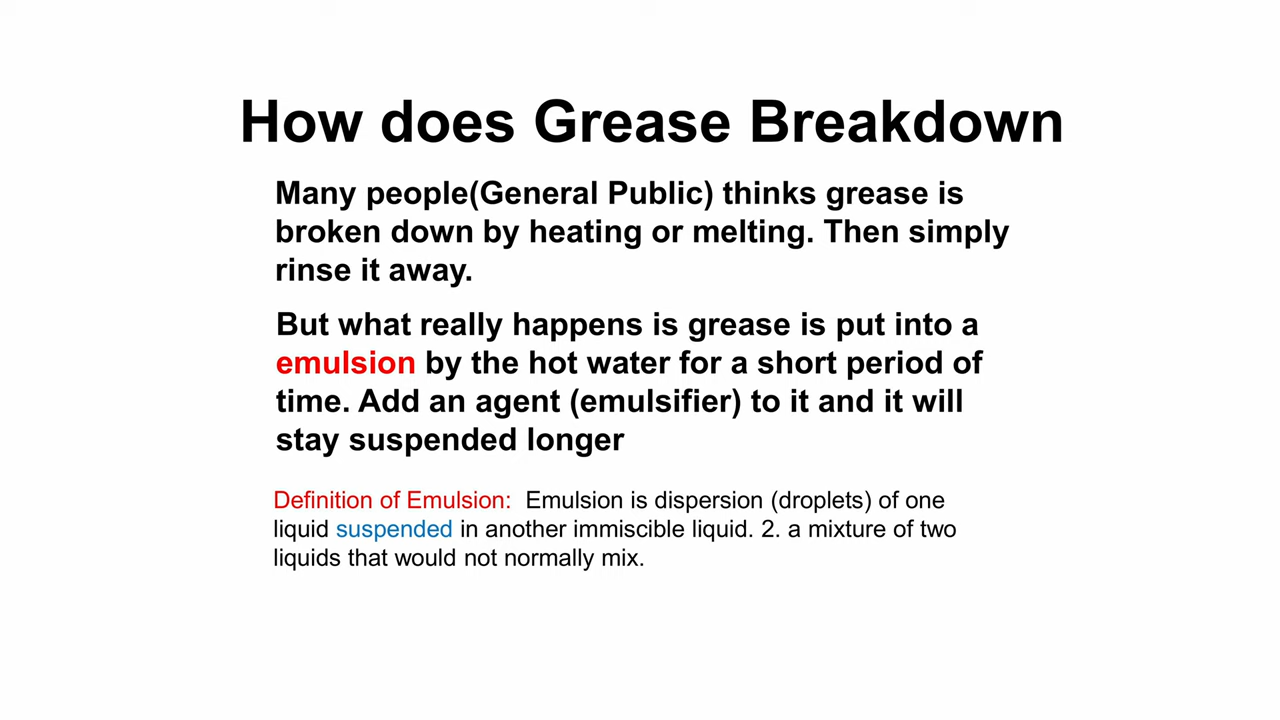 How does Grease Breakdown
Many people(General Public) thinks grease is
broken down by heating or melting. Then simply
rinse it away.
But what really happens is grease is put into a
emulsion by the hot water for a short period of
time. Add an agent (emulsifier) to it and it will
stay suspended longer
Definition of Emulsion:  Emulsion is dispersion (droplets) of one
liquid suspended in another immiscible liquid. 2. a mixture of two
liquids that would not normally mix.